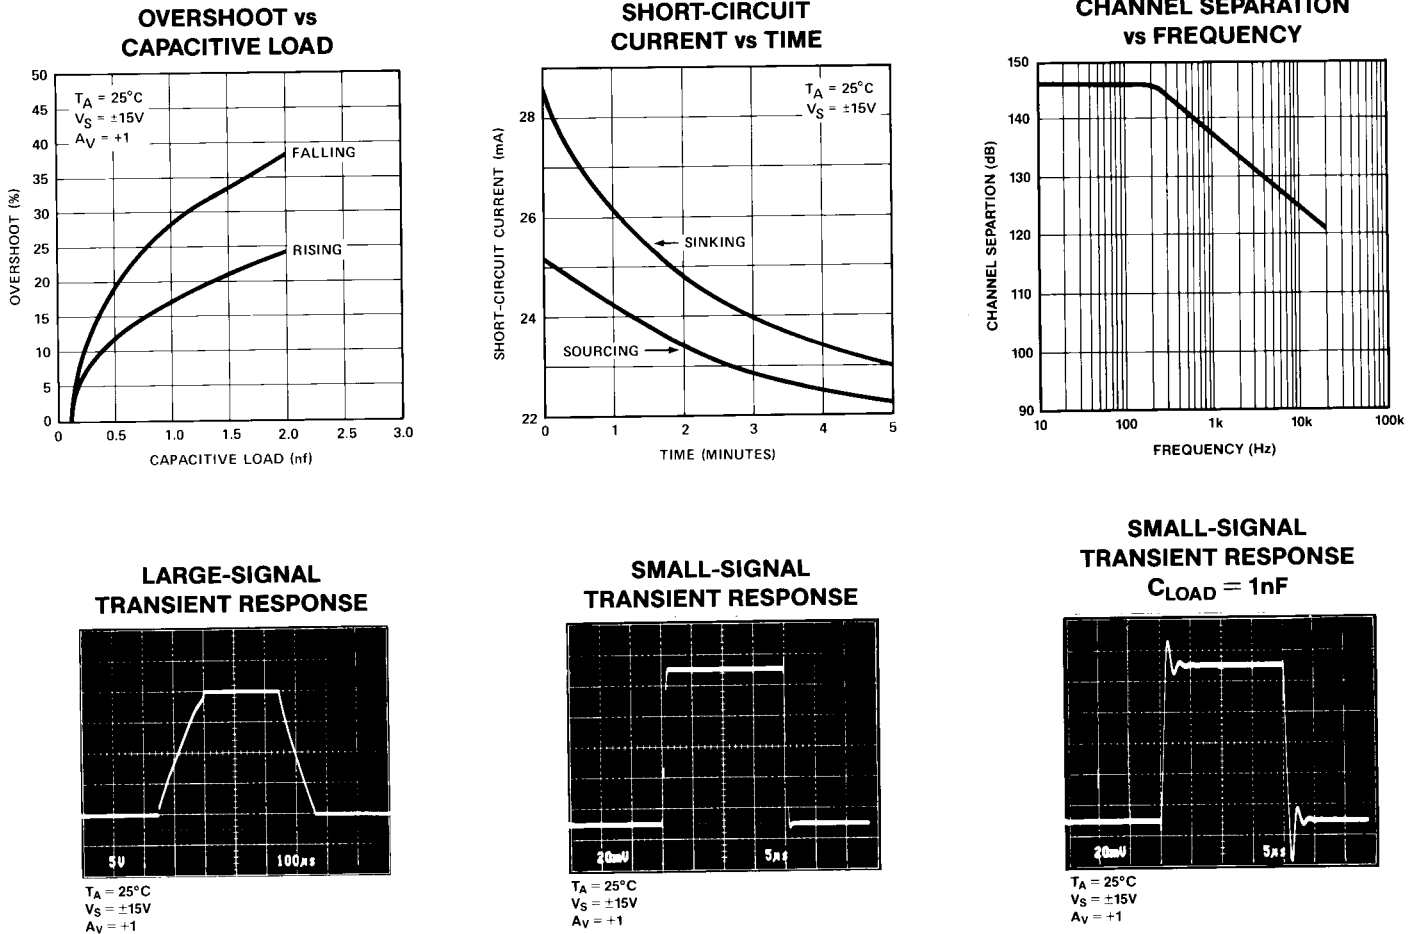 OVERSHOOT vs
CAPACITIVE LOAD
50
45
40
35
30
25
20
15
10
5
0
OVERSHOOT (%)
TA = 25°C
VS = ±15V
AV = +1
FALLING
RISING
0 0.5 1.0 1.5 2.0 2.5 3.0
CAPACITIVE LOAD (nf)
SHORT-CIRCUIT
CURRENT vs TIME
28
26
24
22
SHORT-CIRCUIT CURRENT (mA)
TA = 25°C
VS = ±15V
SINKING
SOURCING
0 1 2 3 4 5
TIME (MINUTES)
CHANNEL SEPARATION
vs FREQUENCY
150
140
130
120
110
100
90
CHANNEL SEPARTION (dB)
10 100 1k 10k 100k
FREQUENCY (Hz)
LARGE-SIGNAL
TRANSIENT RESPONSE
5V 100µs
TA = 25°C
VS = ±15V
AV = +1
SMALL-SIGNAL
TRANSIENT RESPONSE
20mV 5µs
TA = 25°C
VS = ±15V
AV = +1
SMALL-SIGNAL
TRANSIENT RESPONSE
CLOAD = 1nF
20mV 5µs
TA = 25°C
VS = ±15V
AV = +1